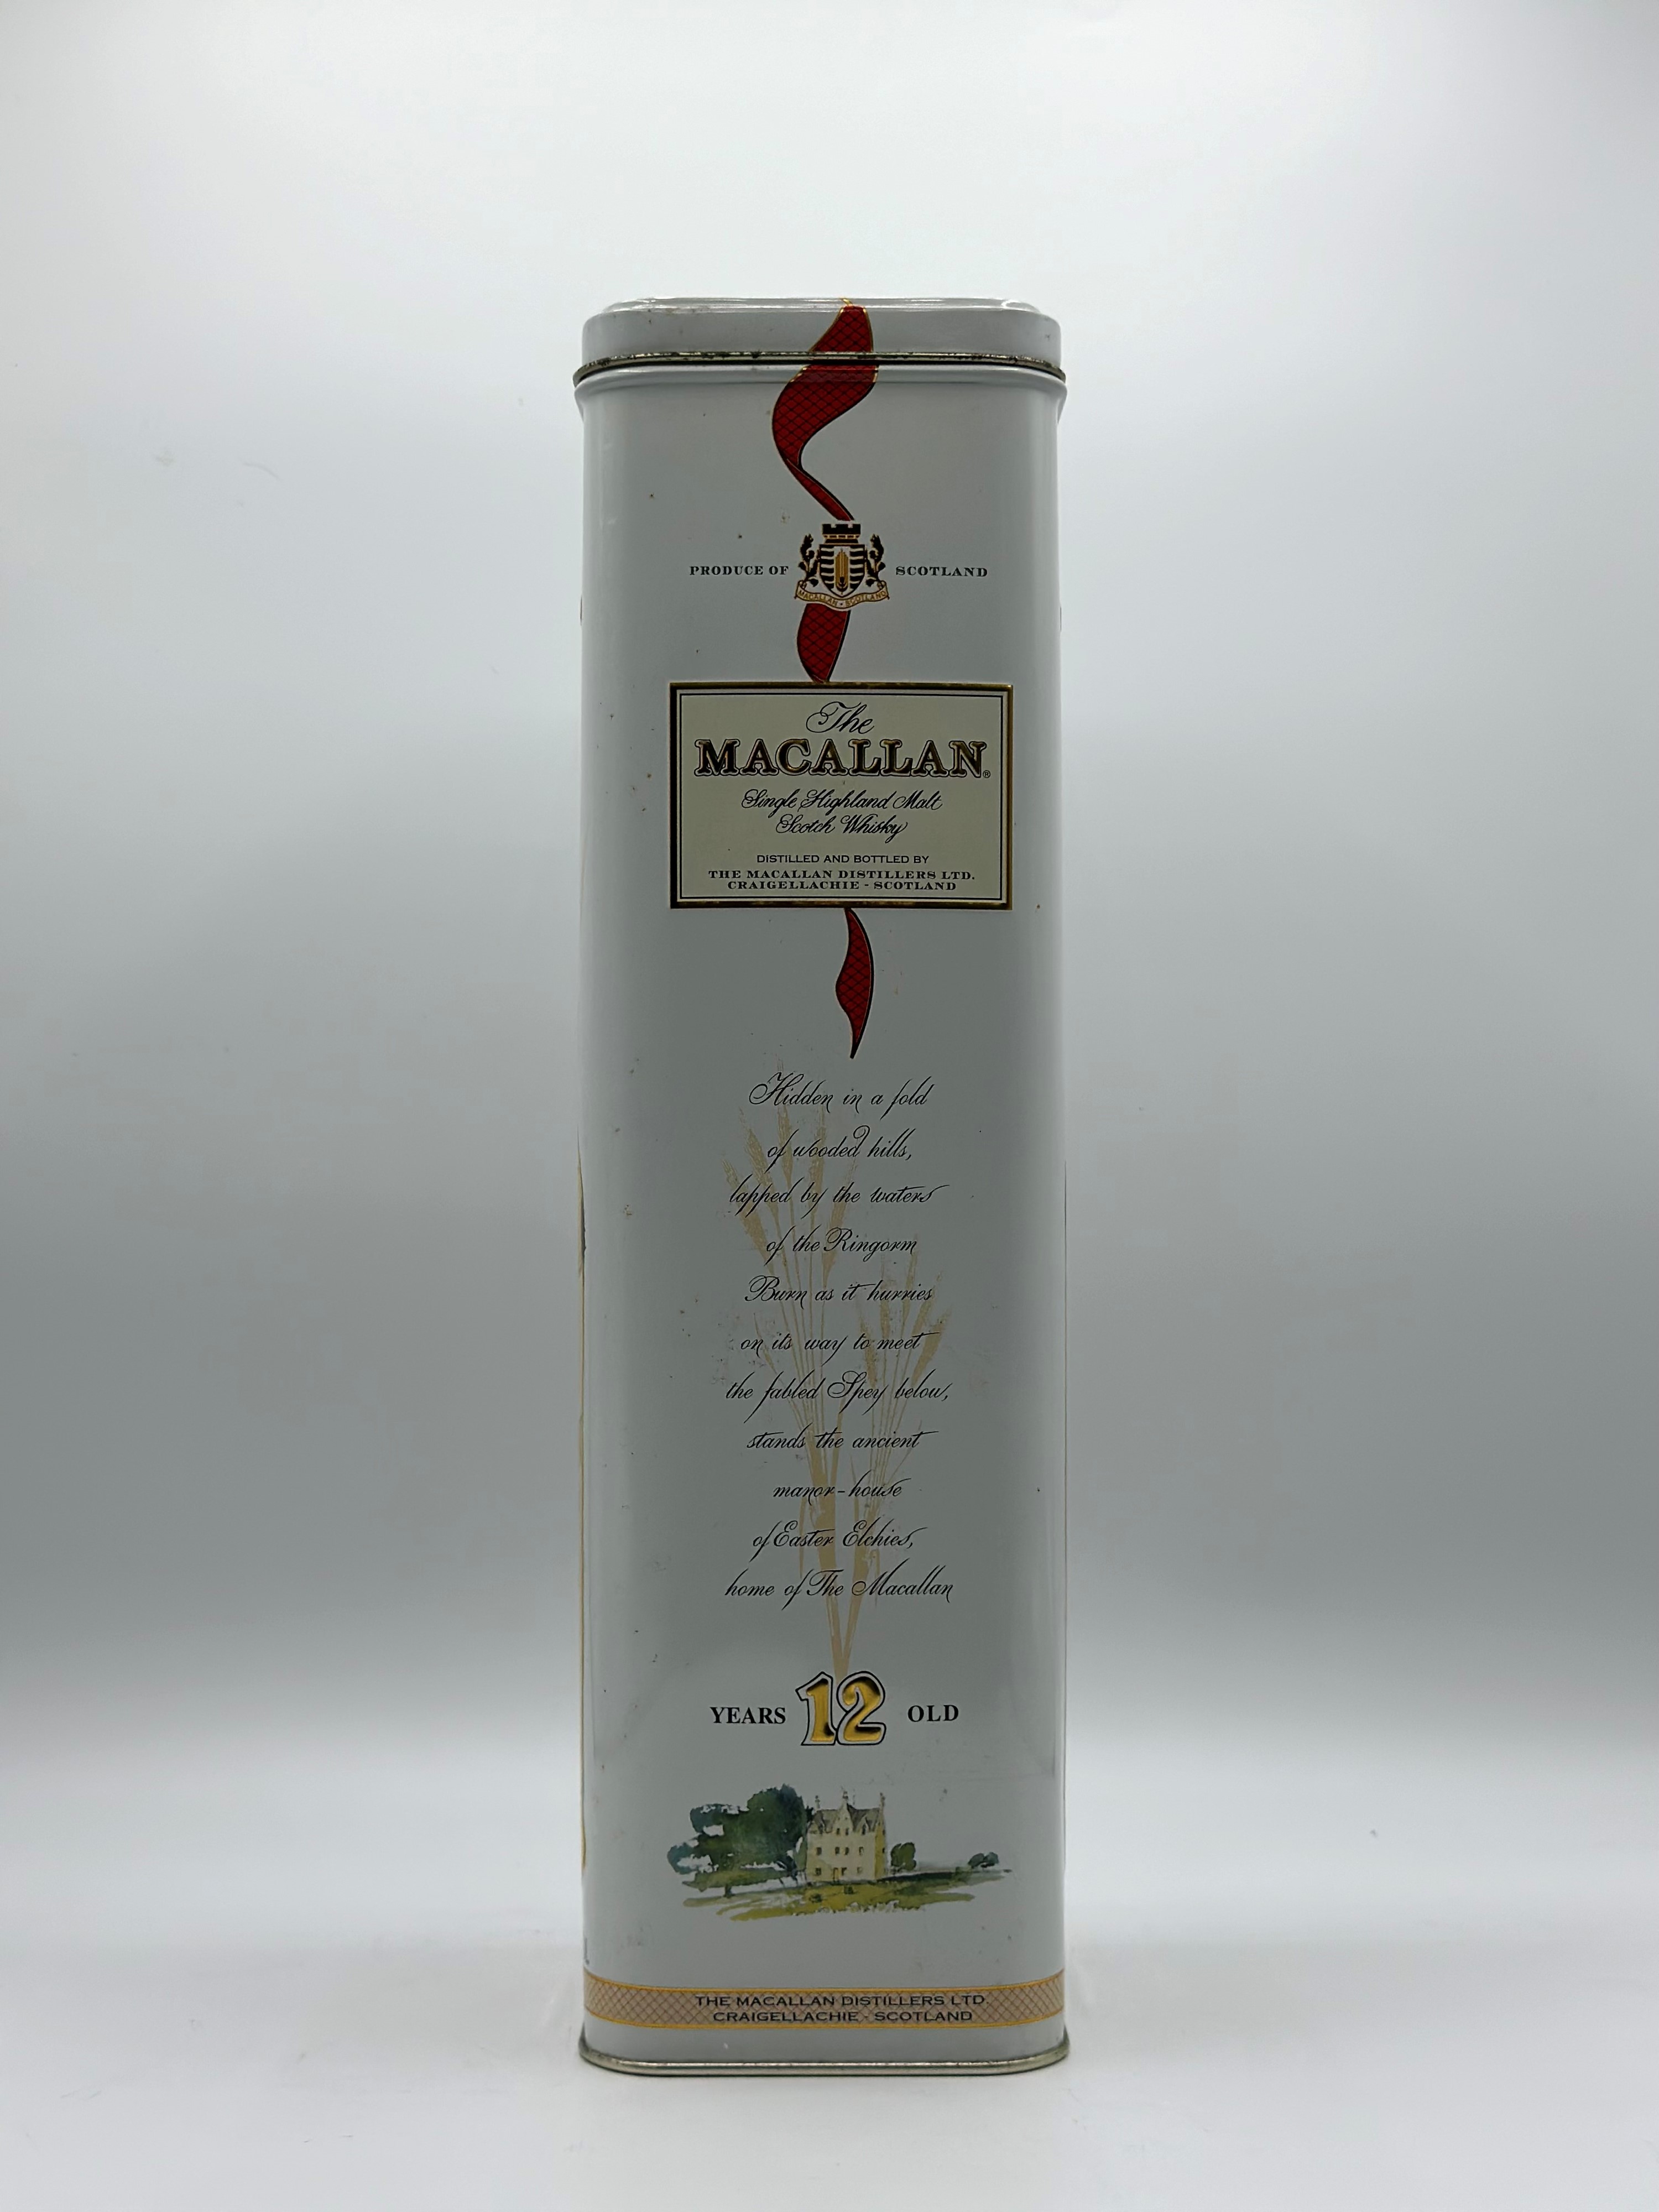 PRODUCE OF SCOTLAND
MACALLAN · SCOTLAND
The
MACALLAN®
Single Highland Malt
Scotch Whisky
DISTILLED AND BOTTLED BY
THE MACALLAN DISTILLERS LTD.
CRAIGELLACHIE - SCOTLAND
Hidden in a fold
of wooded hills,
lapped by the waters
of the Ringorm
Burn as it hurries
on its way to meet
the fabled Spey below,
stands the ancient
manor-house
of Easter Elchies,
home of The Macallan
YEARS 12 OLD
THE MACALLAN DISTILLERS LTD.
CRAIGELLACHIE - SCOTLAND